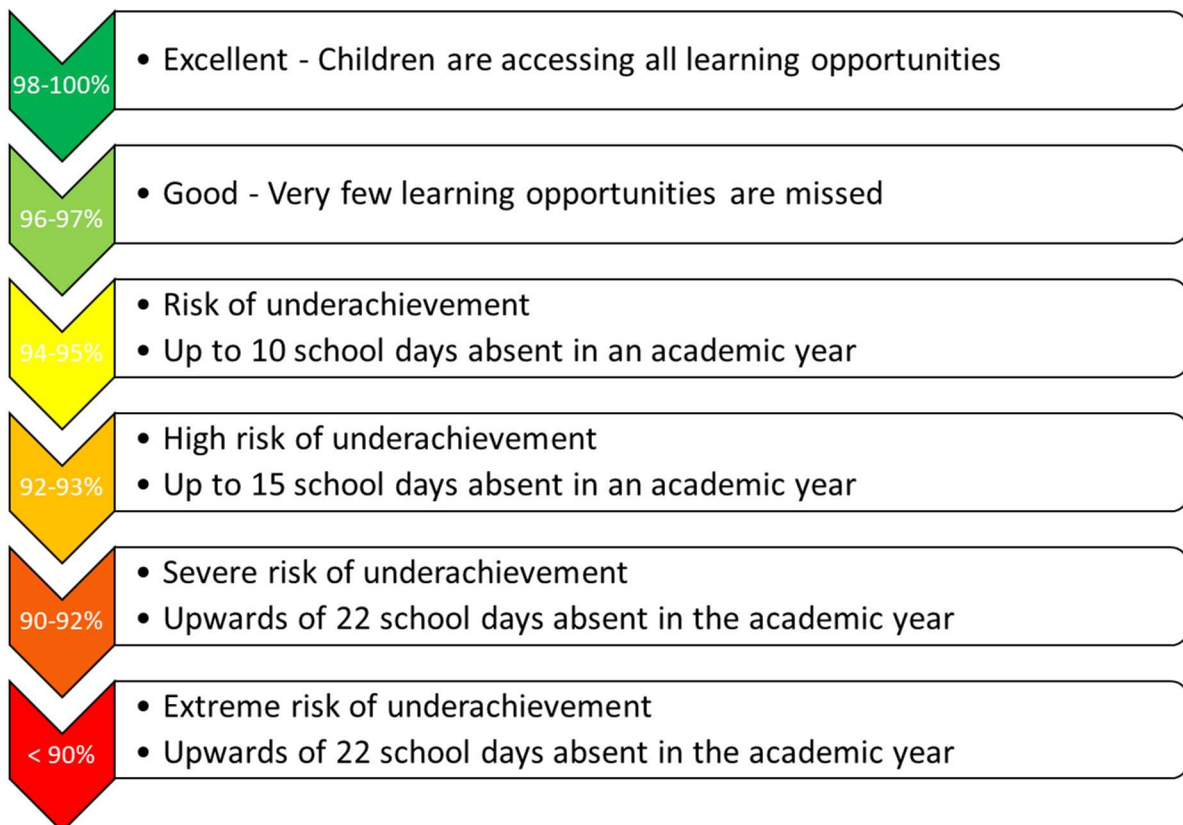 98-100%
• Excellent - Children are accessing all learning opportunities
96-97%
• Good - Very few learning opportunities are missed
94-95%
• Risk of underachievement
• Up to 10 school days absent in an academic year
92-93%
• High risk of underachievement
• Up to 15 school days absent in an academic year
90-92%
• Severe risk of underachievement
• Upwards of 22 school days absent in the academic year
< 90%
• Extreme risk of underachievement
• Upwards of 22 school days absent in the academic year